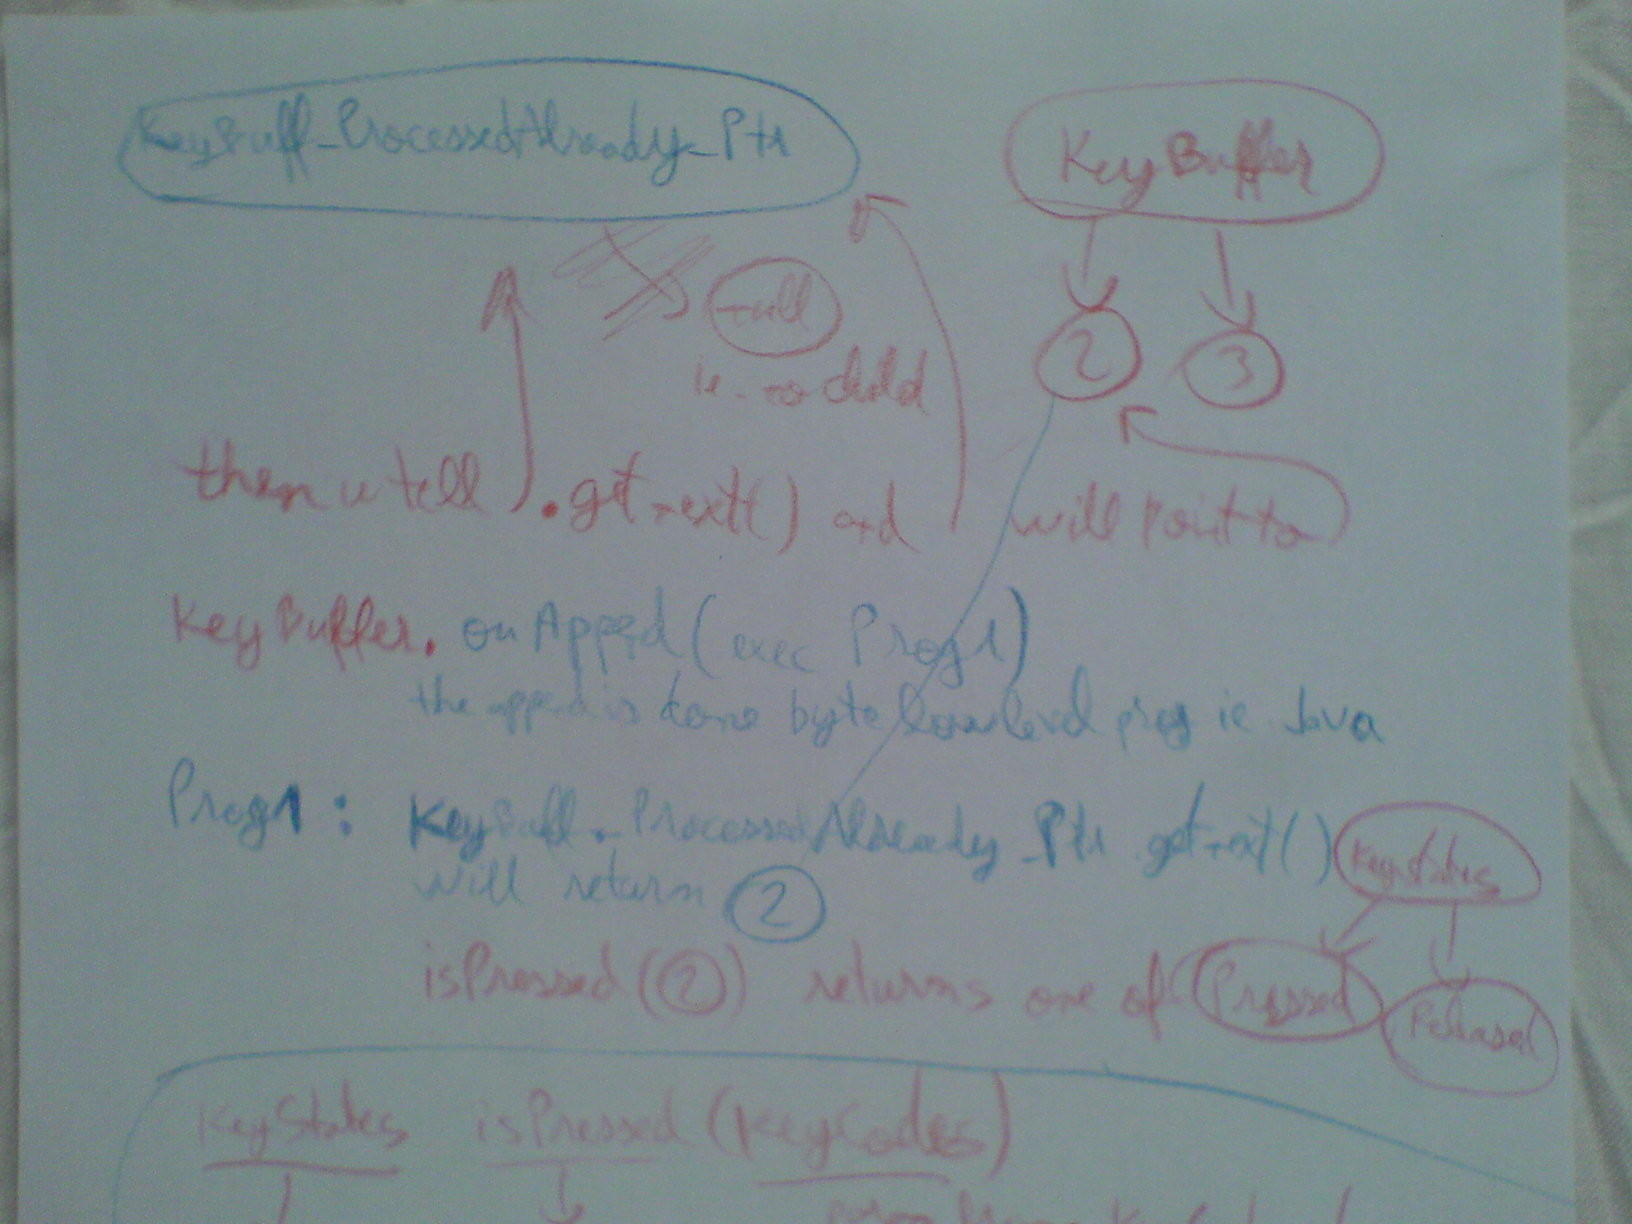 KeyBuff_ProcessedAlready_Ptr
KeyBuffer
null
i.e. no child
2
3
then u tell .getnext() and will point to
KeyBuffer. onAppend (exec Prog1)
the append is done by the lowlevel prog ie Java
Prog1: KeyBuff_ProcessedAlready_Ptr getnext()
will return 2
KeyStates
isPressed(2) returns one of Pressed
Released
KeyStates isPressed (KeyCodes)